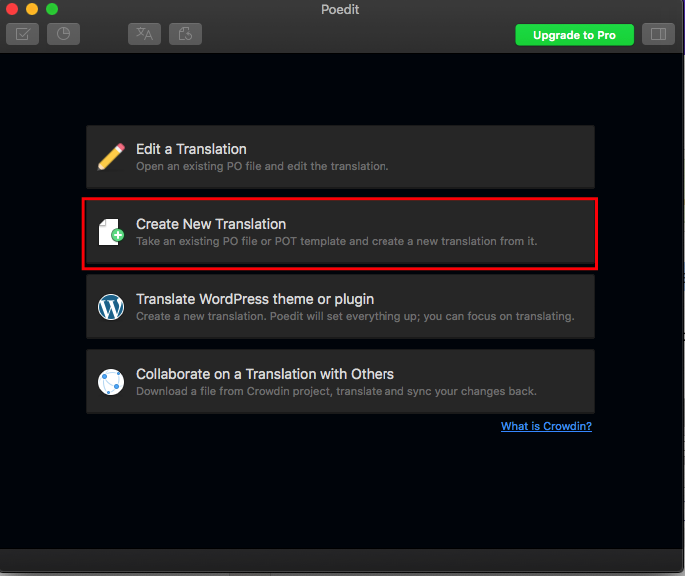 Poedit
Upgrade to Pro
Edit a Translation
Open an existing PO file and edit the translation.
Create New Translation
Take an existing PO file or POT template and create a new translation from it.
Translate WordPress theme or plugin
Create a new translation. Poedit will set everything up; you can focus on translating.
Collaborate on a Translation with Others
Download a file from Crowdin project, translate and sync your changes back.
What is Crowdin?